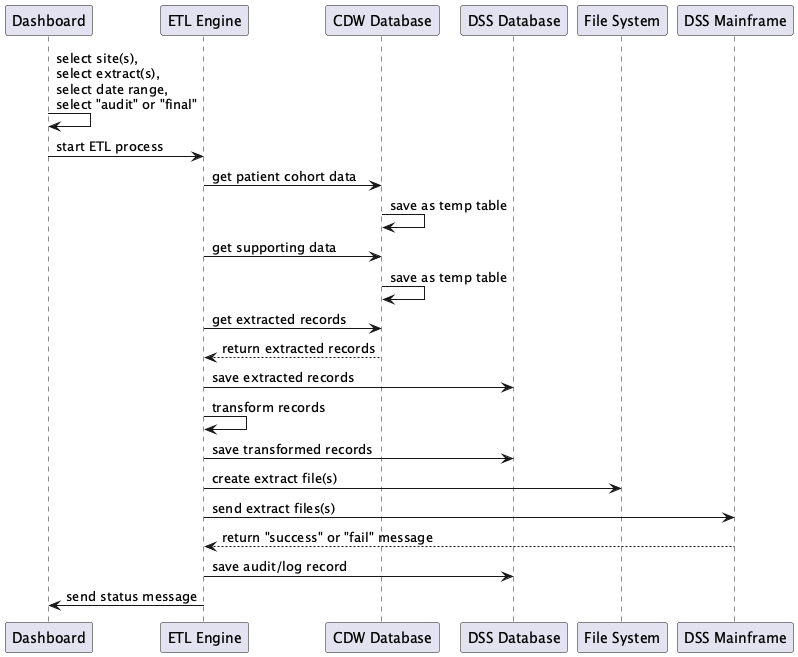 Dashboard
ETL Engine
CDW Database
DSS Database
File System
DSS Mainframe
select site(s),
select extract(s),
select date range,
select "audit" or "final"
start ETL process
get patient cohort data
save as temp table
get supporting data
save as temp table
get extracted records
return extracted records
save extracted records
transform records
save transformed records
create extract file(s)
send extract files(s)
return "success" or "fail" message
save audit/log record
send status message
Dashboard
ETL Engine
CDW Database
DSS Database
File System
DSS Mainframe